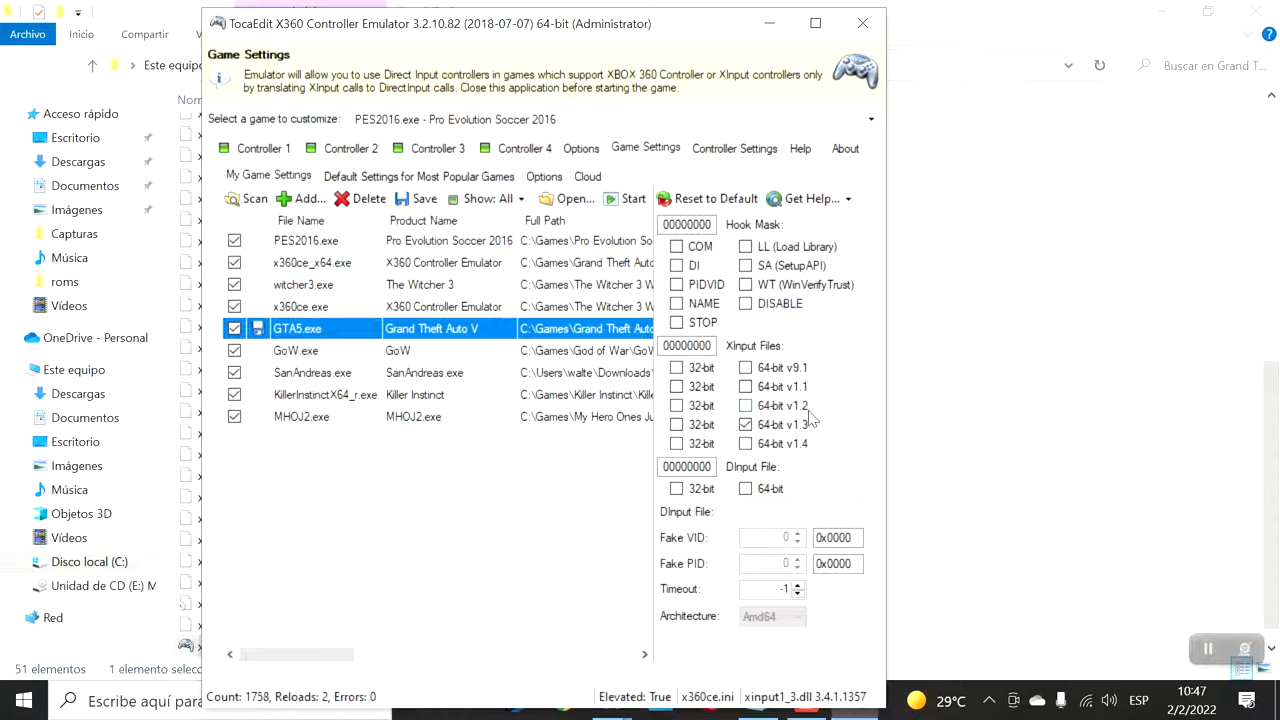 TocaEdit X360 Controller Emulator 3.2.10.82 (2018-07-07) 64-bit (Administrator)
Archivo
Inicio
Compartir
V
Game Settings
Emulator will allow you to use Direct Input controllers in games which support XBOX 360 Controller or XInput controllers only
by translating XInput calls to DirectInput calls. Close this application before starting the game.
Este equipo
Buscar en Grand T...
Select a game to customize:
PES2016.exe - Pro Evolution Soccer 2016
Controller 1
Controller 2
Controller 3
Controller 4
Options
Game Settings
Controller Settings
Help
About
My Game Settings
Default Settings for Most Popular Games
Options
Cloud
Scan
Add...
Delete
Save
Show: All
Open...
Start
Reset to Default
Get Help...
File Name
Product Name
Full Path
PES2016.exe
Pro Evolution Soccer 2016
C:\Games\Pro Evolution So
x360ce_x64.exe
X360 Controller Emulator
C:\Games\Grand Theft Auto
witcher3.exe
The Witcher 3
C:\Games\The Witcher 3 W
x360ce.exe
X360 Controller Emulator
C:\Games\The Witcher 3 W
GTA5.exe
Grand Theft Auto V
C:\Games\Grand Theft Auto
GoW.exe
GoW
C:\Games\God of War\GoW
SanAndreas.exe
SanAndreas.exe
C:\Users\walte\Downloads\
KillerInstinctX64_r.exe
Killer Instinct
C:\Games\Killer Instinct\Kill
MHOJ2.exe
MHOJ2.exe
C:\Games\My Hero Ones Ju
00000000
Hook Mask:
COM
LL (Load Library)
DI
SA (SetupAPI)
PIDVID
WT (WinVerifyTrust)
NAME
DISABLE
STOP
00000000
XInput Files:
32-bit
64-bit v9.1
32-bit
64-bit v1.1
32-bit
64-bit v1.2
32-bit
64-bit v1.3
32-bit
64-bit v1.4
00000000
DInput File:
32-bit
64-bit
DInput File:
Fake VID:
0
0x0000
Fake PID:
0
0x0000
Timeout:
-1
Architecture:
Amd64
Nom
Acceso rápido
Escritorio
Descargas
Documentos
Imágenes
Capturas
Música
roms
Vídeos
OneDrive - Personal
Este equipo
Descargas
Documentos
Escritorio
Imágenes
Música
Objetos 3D
Vídeos
Disco local (C:)
Unidad de CD (E:) M
Red
51 elementos
1 elemento selec
Count: 1758, Reloads: 2, Errors: 0
Elevated: True
x360ce.ini
xinput1_3.dll 3.4.1.1357
Escribe aquí para
29°C
ESP
10:47
2/2/2022